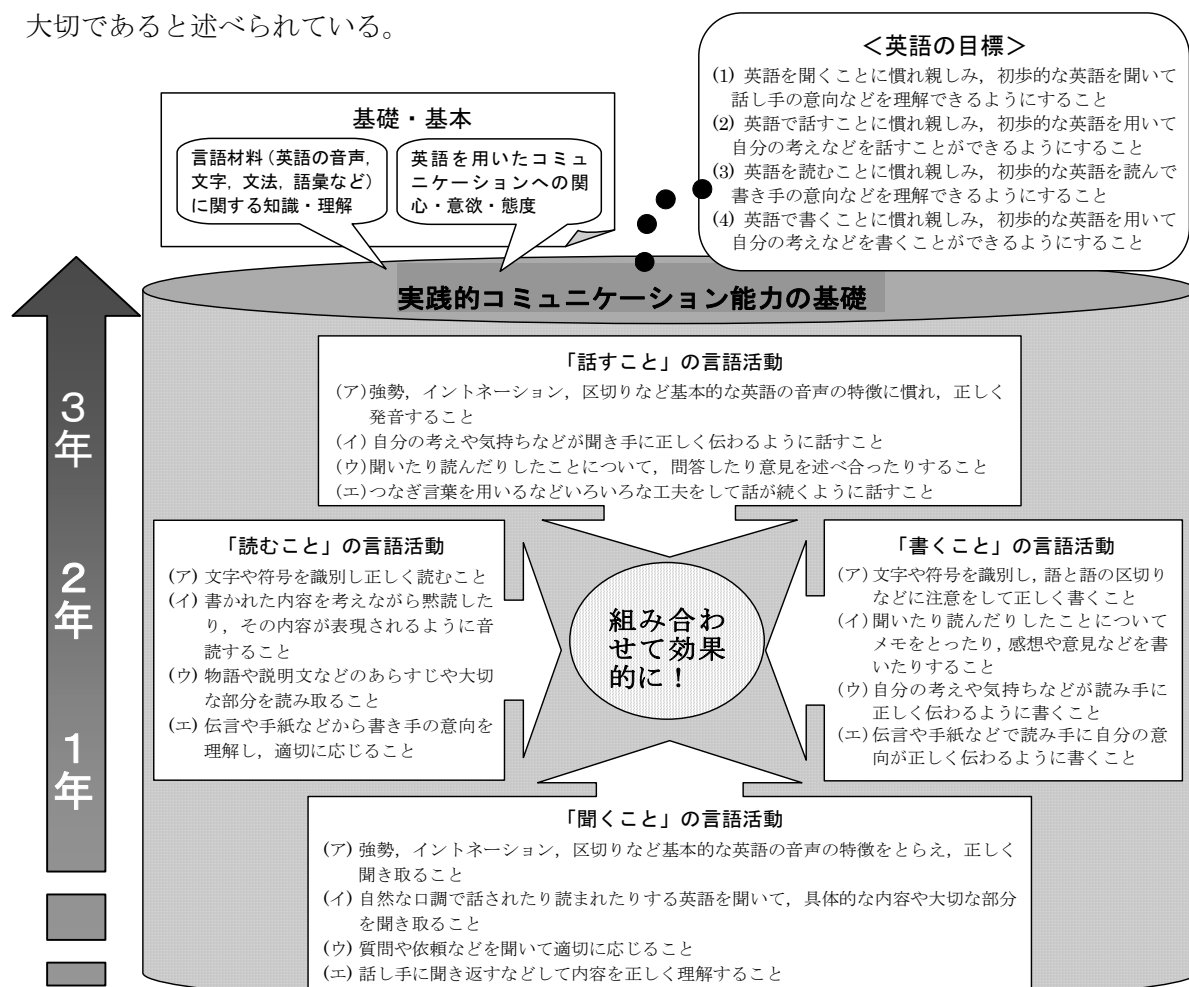 大切であると述べられている。
<英語の目標>
(1) 英語を聞くことに慣れ親しみ，初歩的な英語を聞いて
話し手の意向などを理解できるようにすること
(2) 英語で話すことに慣れ親しみ，初歩的な英語を用いて
自分の考えなどを話すことができるようにすること
(3) 英語を読むことに慣れ親しみ，初歩的な英語を読んで
書き手の意向などを理解できるようにすること
(4) 英語で書くことに慣れ親しみ，初歩的な英語を用いて
自分の考えなどを書くことができるようにすること
基礎・基本
言語材料(英語の音声，
文字，文法，語彙など)
に関する知識・理解
英語を用いたコミュ
ニケーションへの関
心・意欲・態度
実践的コミュニケーション能力の基礎
3年
2年
1年
「話すこと」の言語活動
(ア)強勢，イントネーション，区切りなど基本的な英語の音声の特徴に慣れ，正しく
発音すること
(イ)自分の考えや気持ちなどが聞き手に正しく伝わるように話すこと
(ウ)聞いたり読んだりしたことについて，問答したり意見を述べ合ったりすること
(エ)つなぎ言葉を用いるなどいろいろな工夫をして話が続くように話すこと
「読むこと」の言語活動
(ア) 文字や符号を識別し正しく読むこと
(イ) 書かれた内容を考えながら黙読した
り，その内容が表現されるように音
読すること
(ウ) 物語や説明文などのあらすじや大切
な部分を読み取ること
(エ) 伝言や手紙などから書き手の意向を
理解し，適切に応じること
組み合わ
せて効果
的に！
「書くこと」の言語活動
(ア)文字や符号を識別し，語と語の区切り
などに注意をして正しく書くこと
(イ)聞いたり読んだりしたことについて
メモをとったり，感想や意見などを書
いたりすること
(ウ)自分の考えや気持ちなどが読み手に
正しく伝わるように書くこと
(エ)伝言や手紙などで読み手に自分の意
向が正しく伝わるように書くこと
「聞くこと」の言語活動
(ア) 強勢，イントネーション，区切りなど基本的な英語の音声の特徴をとらえ，正しく
聞き取ること
(イ) 自然な口調で話されたり読まれたりする英語を聞いて，具体的な内容や大切な部分
を聞き取ること
(ウ) 質問や依頼などを聞いて適切に応じること
(エ) 話し手に聞き返すなどして内容を正しく理解すること